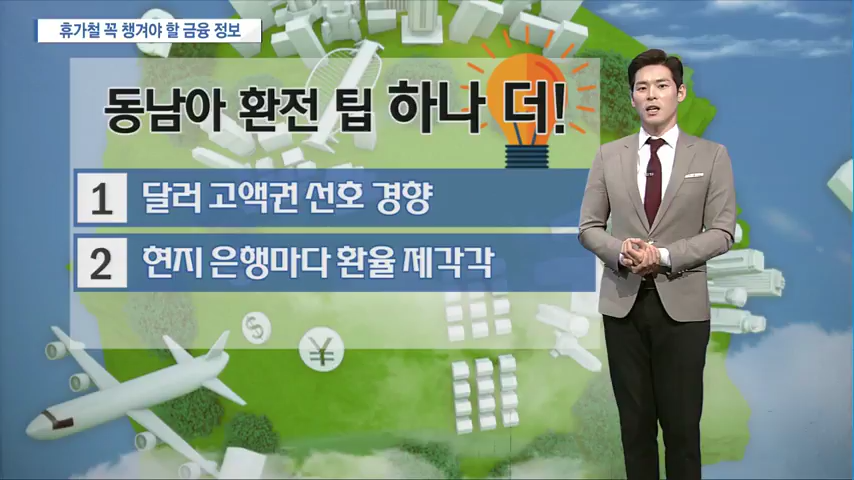 휴가철 꼭 챙겨야 할 금융 정보
동남아 환전 팁 하나 더!
1 달러 고액권 선호 경향
2 현지 은행마다 환율 제각각
$
¥